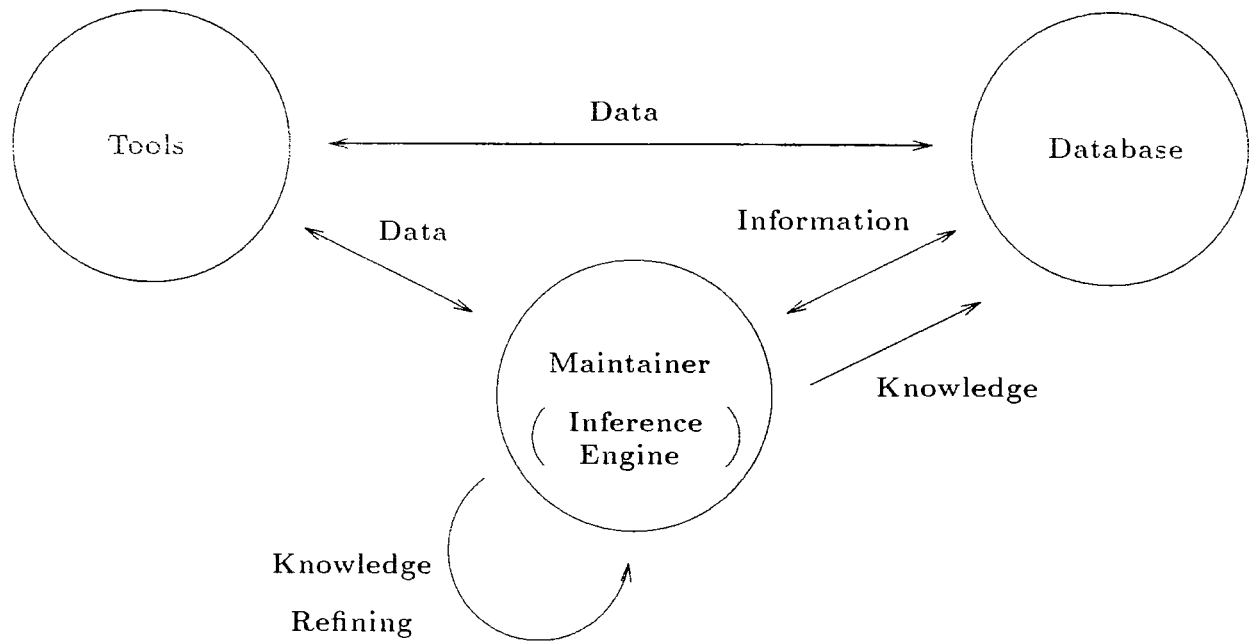 Data
Tools
Database
Data
Information
Maintainer
Knowledge
( Inference
Engine )
Knowledge
Refining